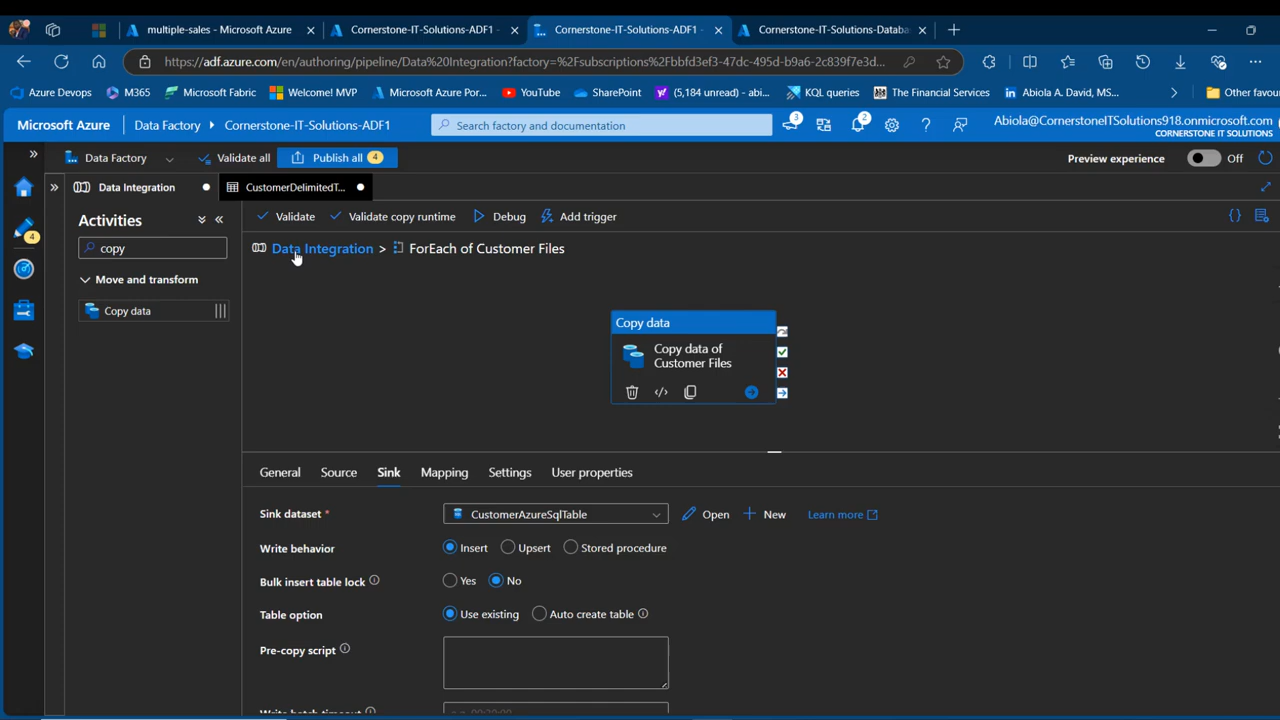 multiple-sales - Microsoft Azure
Cornerstone-IT-Solutions-ADF1 -
Cornerstone-IT-Solutions-ADF1 -
Cornerstone-IT-Solutions-Databa
https://adf.azure.com/en/authoring/pipeline/Data%20Integration?factory=%2Fsubscriptions%2Fbbfd3ef3-47dc-495d-b9a6-2c839f7e3d...
Azure Devops
M365
Microsoft Fabric
Welcome! MVP
Microsoft Azure Por...
YouTube
SharePoint
(5,184 unread) - abi...
KQL queries
The Financial Services
Abiola A. David, MS...
Other favou
Microsoft Azure
Data Factory
Cornerstone-IT-Solutions-ADF1
Search factory and documentation
3
2
Abiola@CornerstoneITSolutions918.onmicrosoft.com
CORNERSTONE IT SOLUTIONS
Data Factory
Validate all
Publish all 4
Preview experience
Off
Data Integration
CustomerDelimitedT...
4
Activities
copy
Move and transform
Copy data
Validate
Validate copy runtime
Debug
Add trigger
Data Integration > ForEach of Customer Files
Copy data
Copy data of
Customer Files
General
Source
Sink
Mapping
Settings
User properties
Sink dataset *
CustomerAzureSqlTable
Open
New
Learn more
Write behavior
Insert
Upsert
Stored procedure
Bulk insert table lock
Yes
No
Table option
Use existing
Auto create table
Pre-copy script
Write batch timeout